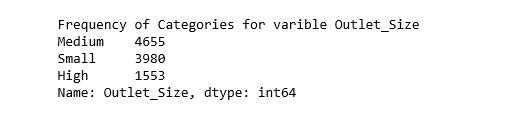 Frequency of Categories for varible Outlet_Size
Medium    4655
Small     3980
High      1553
Name: Outlet_Size, dtype: int64